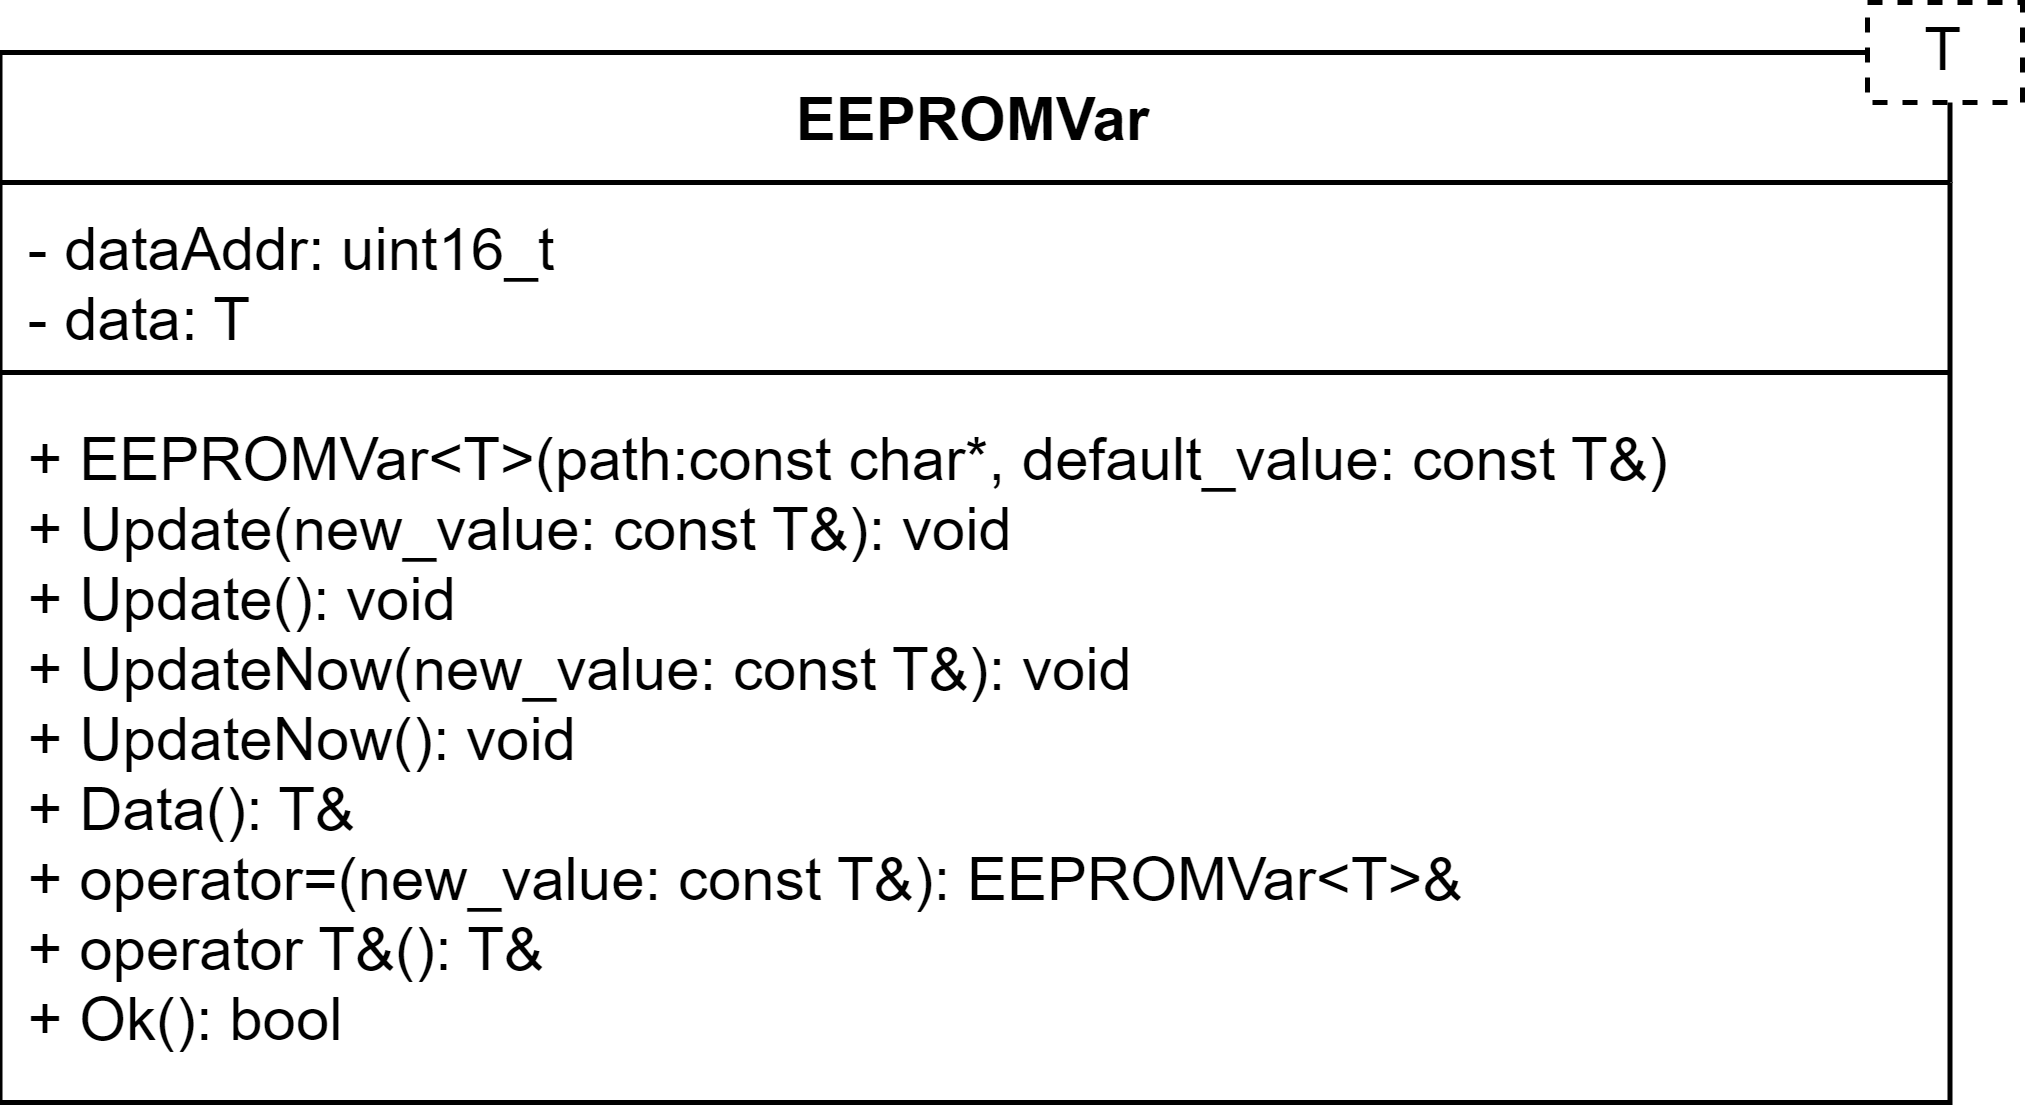 T
EEPROMVar
- dataAddr: uint16_t
- data: T
+ EEPROMVar<T>(path:const char*, default_value: const T&)
+ Update(new_value: const T&): void
+ Update(): void
+ UpdateNow(new_value: const T&): void
+ UpdateNow(): void
+ Data(): T&
+ operator=(new_value: const T&): EEPROMVar<T>&
+ operator T&(): T&
+ Ok(): bool